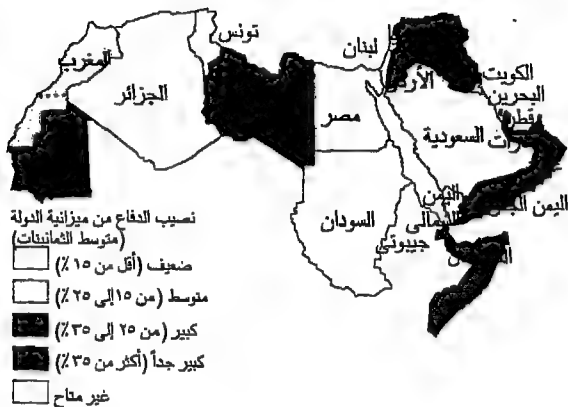 تونس
لبنان
المغرب
الكويت
الأردن
البحرين
الجزائر
قطر
مصر
السعودية
اليمن
الشمالى
السودان
جيبوتى
نصيب الدفاع من ميزانية الدولة
(متوسط الثمانينات)
ضعيف (أقل من ١٥٪)
متوسط (من ١٥ إلى ٢٥٪)
كبير (من ٢٥ إلى ٣٥٪)
كبير جداً (أكثر من ٣٥٪)
غير متاح